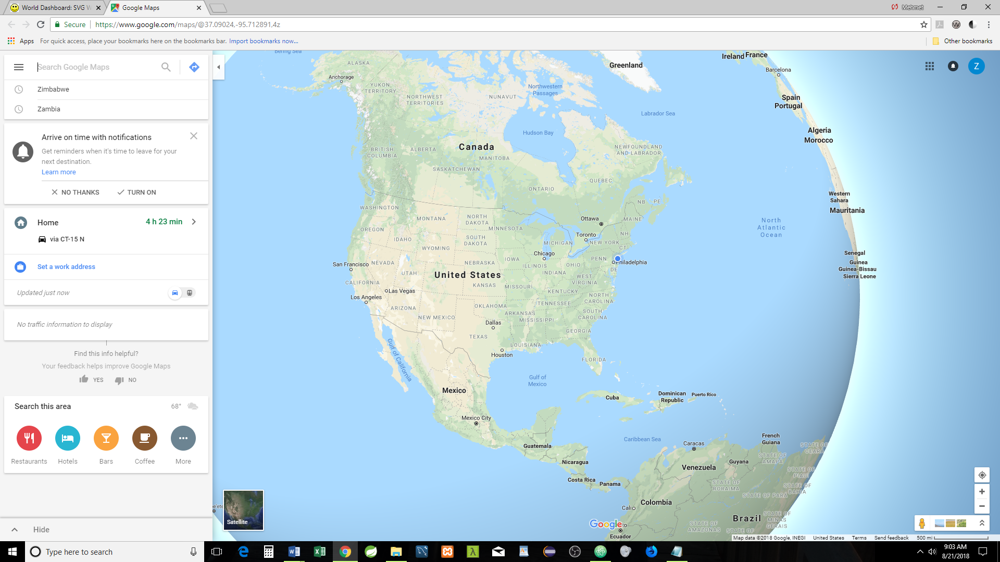 World Dashboard: SVG W
Google Maps
Mehmet
Secure
https://www.google.com/maps/@37.09024,-95.712891,4z
Apps
For quick access, place your bookmarks here on the bookmarks bar. Import bookmarks now...
Other bookmarks
Search Google Maps
Zimbabwe
Zambia
Arrive on time with notifications
Get reminders when it's time to leave for your
next destination.
Learn more
NO THANKS
TURN ON
Home
4 h 23 min
via CT-15 N
Set a work address
Updated just now
No traffic information to display
Find this info helpful?
Your feedback helps improve Google Maps
YES
NO
Search this area
68°
Restaurants
Hotels
Bars
Coffee
More
Hide
Z
Bering Sea
ALASKA
Anchorage
YUKON
TERRITORY
NORTHWEST
TERRITORIES
NUNAVUT
Northwestern
Passages
Greenland
Labrador Sea
Hudson Bay
Canada
BRITISH
COLUMBIA
ALBERTA
MANITOBA
SASKATCHEWAN
NEWFOUNDLAND
AND LABRADOR
QUEBEC
ONTARIO
NB
PE
Ireland
France
Barcelona
Spain
Portugal
Algeria
Morocco
Western
Sahara
Mauritania
North
Atlantic
Ocean
Senegal
Guinea
Guinea-Bissau
Sierra Leone
WASHINGTON
MONTANA
NORTH
DAKOTA
MINNESOTA
Ottawa
MAINE
OREGON
IDAHO
SOUTH
DAKOTA
Toronto
NH
MICHIGAN
NEW YORK
WYOMING
Chicago
CT
San Francisco
NEVADA
NEBRASKA
IOWA
PENN
Philadelphia
ILLINOIS
OHIO
INDIANA
DE
UTAH
United States
WEST
VIRGINIA
CALIFORNIA
KANSAS
MISSOURI
Las Vegas
KENTUCKY
Los Angeles
NORTH
CAROLINA
TENNESSEE
ARIZONA
OKLAHOMA
ARKANSAS
NEW MEXICO
MISSISSIPPI
SOUTH
CAROLINA
Dallas
GEORGIA
TEXAS
LOUISIANA
Houston
FLORIDA
Gulf of California
Gulf of
Mexico
Mexico
Cuba
Dominican
Republic
Puerto Rico
Mexico City
Caribbean Sea
Guatemala
Nicaragua
Costa Rica
Panama
Caracas
Venezuela
Guyana
French
Guiana
STATE OF
CEARÁ
STATE OF
AMAPA
STATE OF
PIAUÍ
STATE OF
RORAIMA
STATE OF
BAHIA
STATE OF PARÁ
Colombia
Cali
Brazil
STATE OF
MINAS
GERAIS
STATE OF
AMAZONAS
STATE OF
Ecuador
Satellite
Google
Map data ©2018 Google, INEGI
United States
Terms
Send feedback
500 mi
Type here to search
9:03 AM
8/21/2018